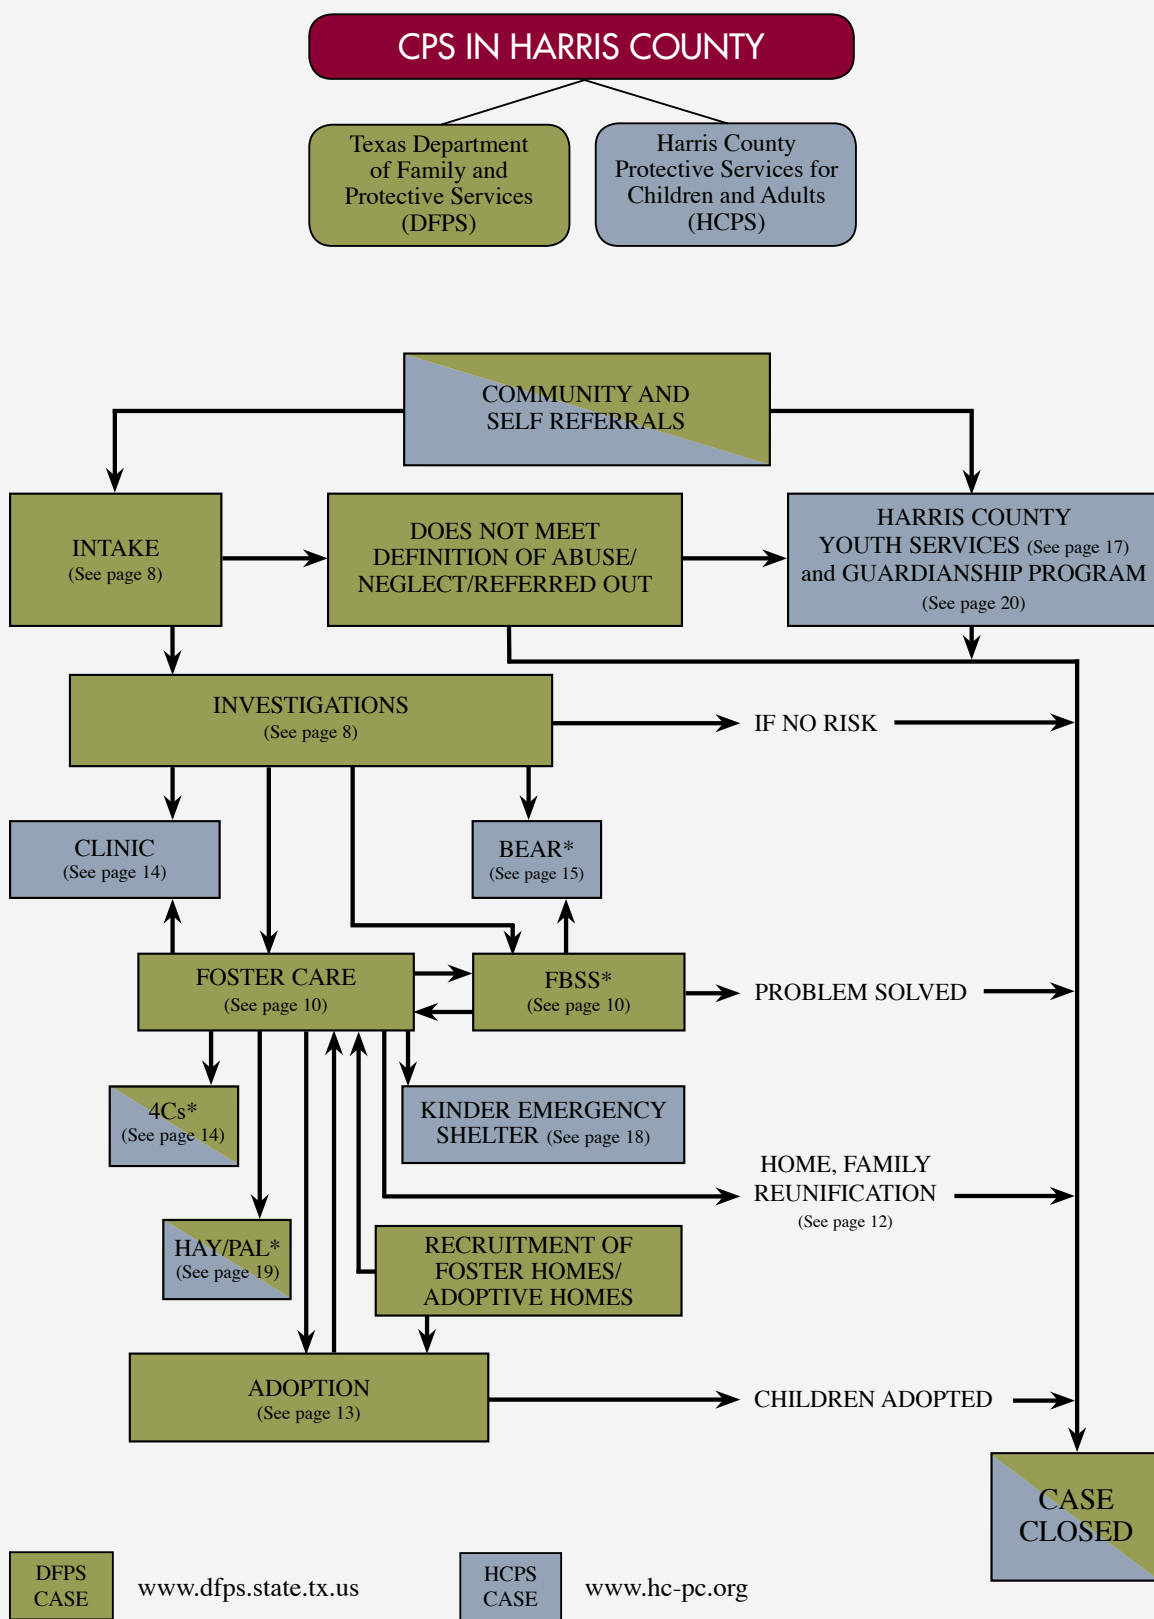 CPS IN HARRIS COUNTY
Texas Department
of Family and
Protective Services
(DFPS)
Harris County
Protective Services for
Children and Adults
(HCPS)
COMMUNITY AND
SELF REFERRALS
INTAKE
(See page 8)
DOES NOT MEET
DEFINITION OF ABUSE/
NEGLECT/REFERRED OUT
HARRIS COUNTY
YOUTH SERVICES (See page 17)
and GUARDIANSHIP PROGRAM
(See page 20)
INVESTIGATIONS
(See page 8)
IF NO RISK
CLINIC
(See page 14)
BEAR*
(See page 15)
FOSTER CARE
(See page 10)
FBSS*
(See page 10)
PROBLEM SOLVED
4Cs*
(See page 14)
KINDER EMERGENCY
SHELTER (See page 18)
HOME, FAMILY
REUNIFICATION
(See page 12)
HAY/PAL*
(See page 19)
RECRUITMENT OF
FOSTER HOMES/
ADOPTIVE HOMES
ADOPTION
(See page 13)
CHILDREN ADOPTED
CASE
CLOSED
DFPS
CASE
www.dfps.state.tx.us
HCPS
CASE
www.hc-pc.org